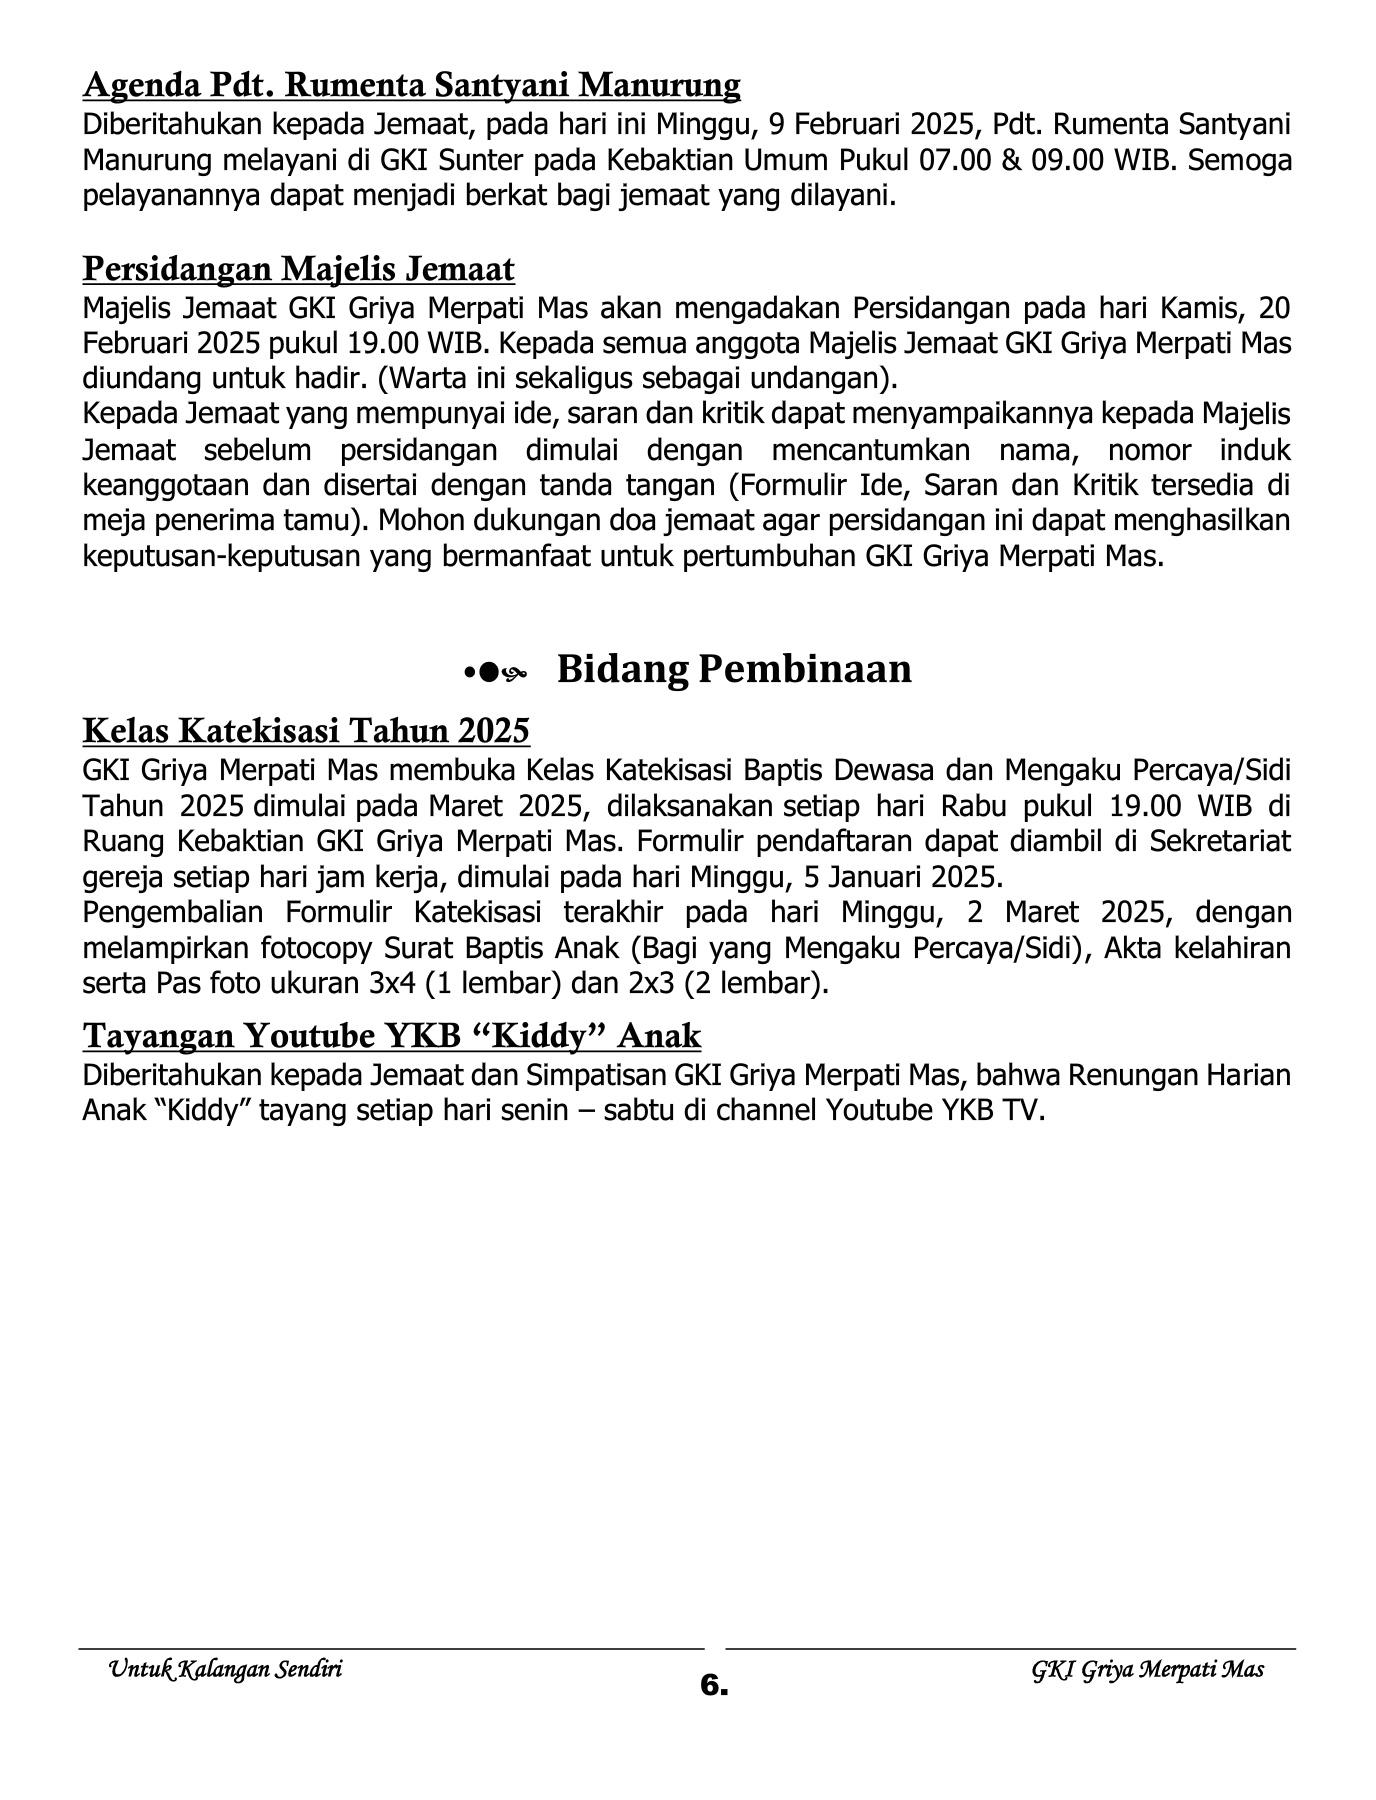 Agenda Pdt. Rumenta Santyani Manurung
Diberitahukan kepada Jemaat, pada hari ini Minggu, 9 Februari 2025, Pdt. Rumenta Santyani
Manurung melayani di GKI Sunter pada Kebaktian Umum Pukul 07.00 & 09.00 WIB. Semoga
pelayanannya dapat menjadi berkat bagi jemaat yang dilayani.
Persidangan Majelis Jemaat
Majelis Jemaat GKI Griya Merpati Mas akan mengadakan Persidangan pada hari Kamis, 20
Februari 2025 pukul 19.00 WIB. Kepada semua anggota Majelis Jemaat GKI Griya Merpati Mas
diundang untuk hadir. (Warta ini sekaligus sebagai undangan).
Kepada Jemaat yang mempunyai ide, saran dan kritik dapat menyampaikannya kepada Majelis
Jemaat sebelum persidangan dimulai dengan mencantumkan nama, nomor induk
keanggotaan dan disertai dengan tanda tangan (Formulir Ide, Saran dan Kritik tersedia di
meja penerima tamu). Mohon dukungan doa jemaat agar persidangan ini dapat menghasilkan
keputusan-keputusan yang bermanfaat untuk pertumbuhan GKI Griya Merpati Mas.
Bidang Pembinaan
Kelas Katekisasi Tahun 2025
GKI Griya Merpati Mas membuka Kelas Katekisasi Baptis Dewasa dan Mengaku Percaya/Sidi
Tahun 2025 dimulai pada Maret 2025, dilaksanakan setiap hari Rabu pukul 19.00 WIB di
Ruang Kebaktian GKI Griya Merpati Mas. Formulir pendaftaran dapat diambil di Sekretariat
gereja setiap hari jam kerja, dimulai pada hari Minggu, 5 Januari 2025.
Pengembalian Formulir Katekisasi terakhir pada hari Minggu, 2 Maret 2025, dengan
melampirkan fotocopy Surat Baptis Anak (Bagi yang Mengaku Percaya/Sidi), Akta kelahiran
serta Pas foto ukuran 3x4 (1 lembar) dan 2x3 (2 lembar).
Tayangan Youtube YKB “Kiddy” Anak
Diberitahukan kepada Jemaat dan Simpatisan GKI Griya Merpati Mas, bahwa Renungan Harian
Anak “Kiddy” tayang setiap hari senin – sabtu di channel Youtube YKB TV.
Untuk Kalangan Sendiri
6.
GKI Griya Merpati Mas